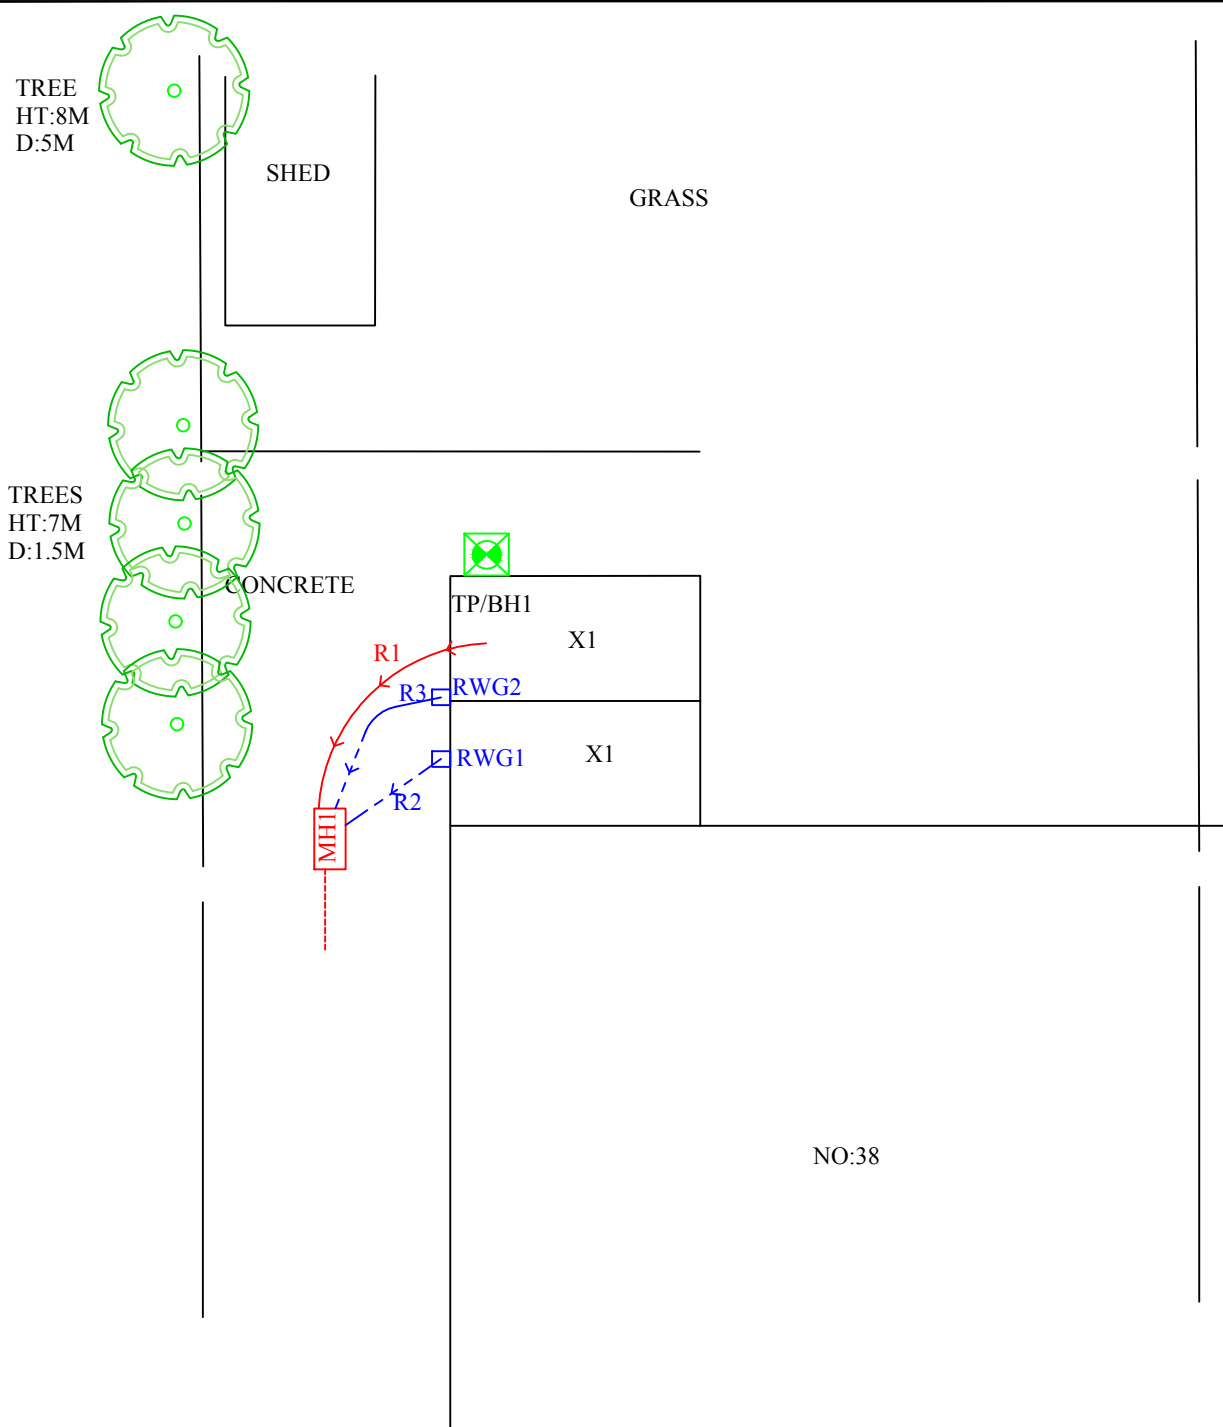 TREE
HT:8M
D:5M
SHED
GRASS
TREES
HT:7M
D:1.5M
CONCRETE
TP/BH1
X1
R1
R3
RWG2
RWG1
X1
R2
MH1
NO:38